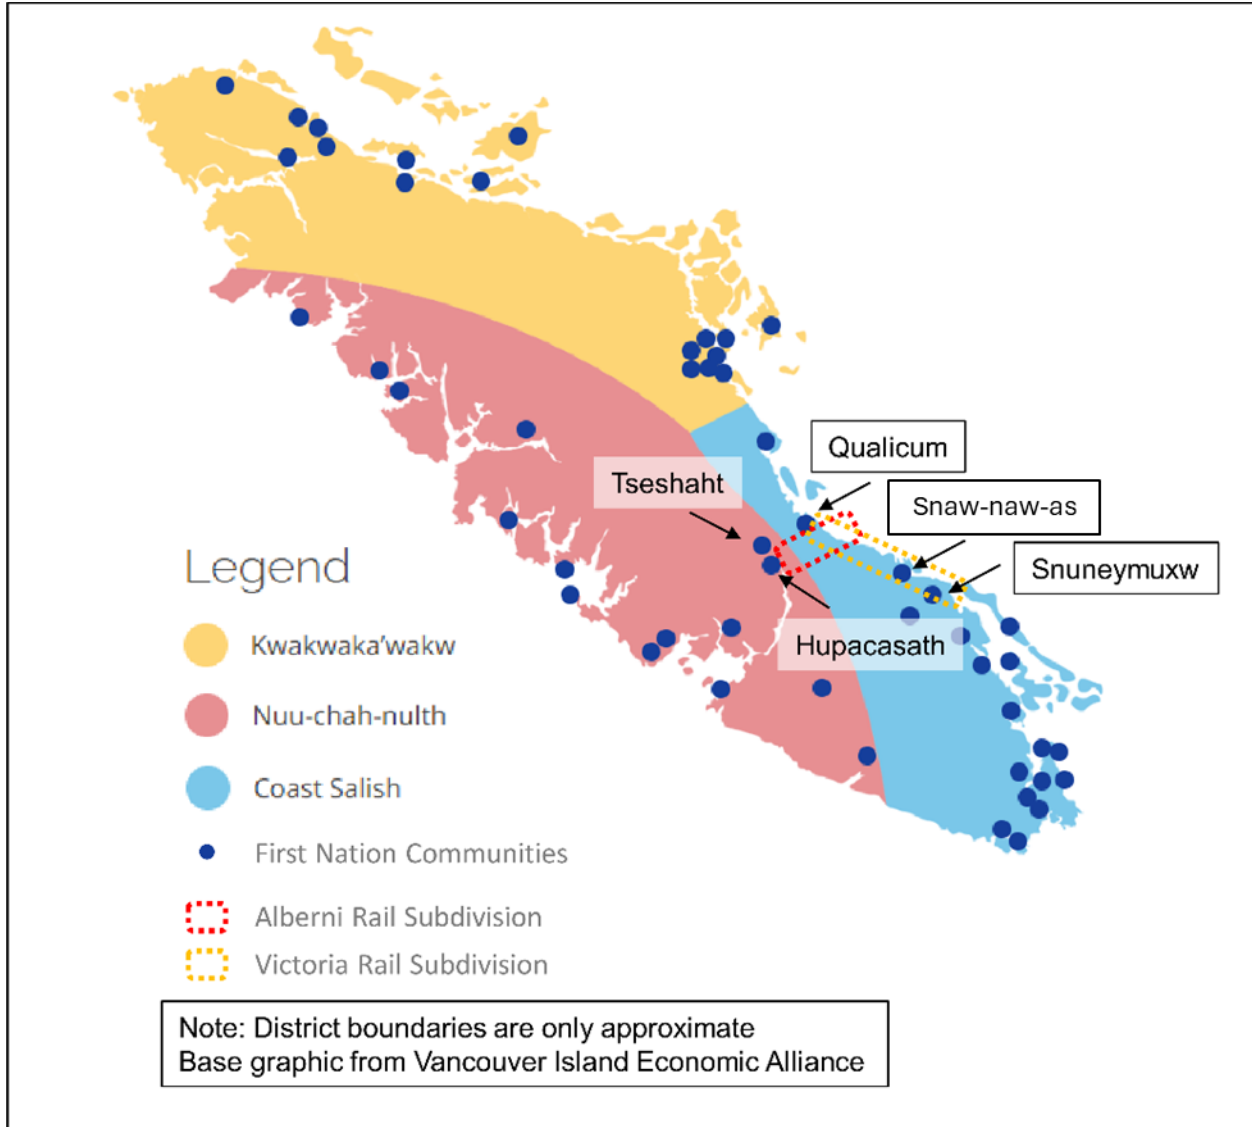 Qualicum
Tseshaht
Snaw-naw-as
Snuneymuxw
Hupacasath
Legend
Kwakwaka’wakw
Nuu-chah-nulth
Coast Salish
First Nation Communities
Alberni Rail Subdivision
Victoria Rail Subdivision
Note: District boundaries are only approximate
Base graphic from Vancouver Island Economic Alliance